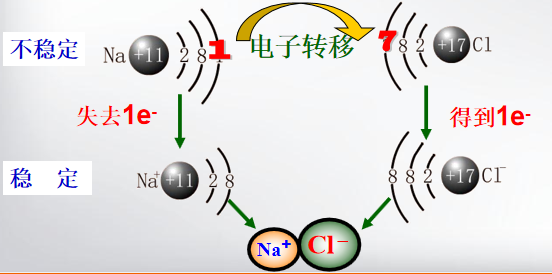 不稳定 Na +11 2 8 1 电子转移 7 8 2 +17 Cl
失去1e-
得到1e-
稳 定 Na+ +11 2 8 8 8 2 +17 Cl−
Na+ Cl−